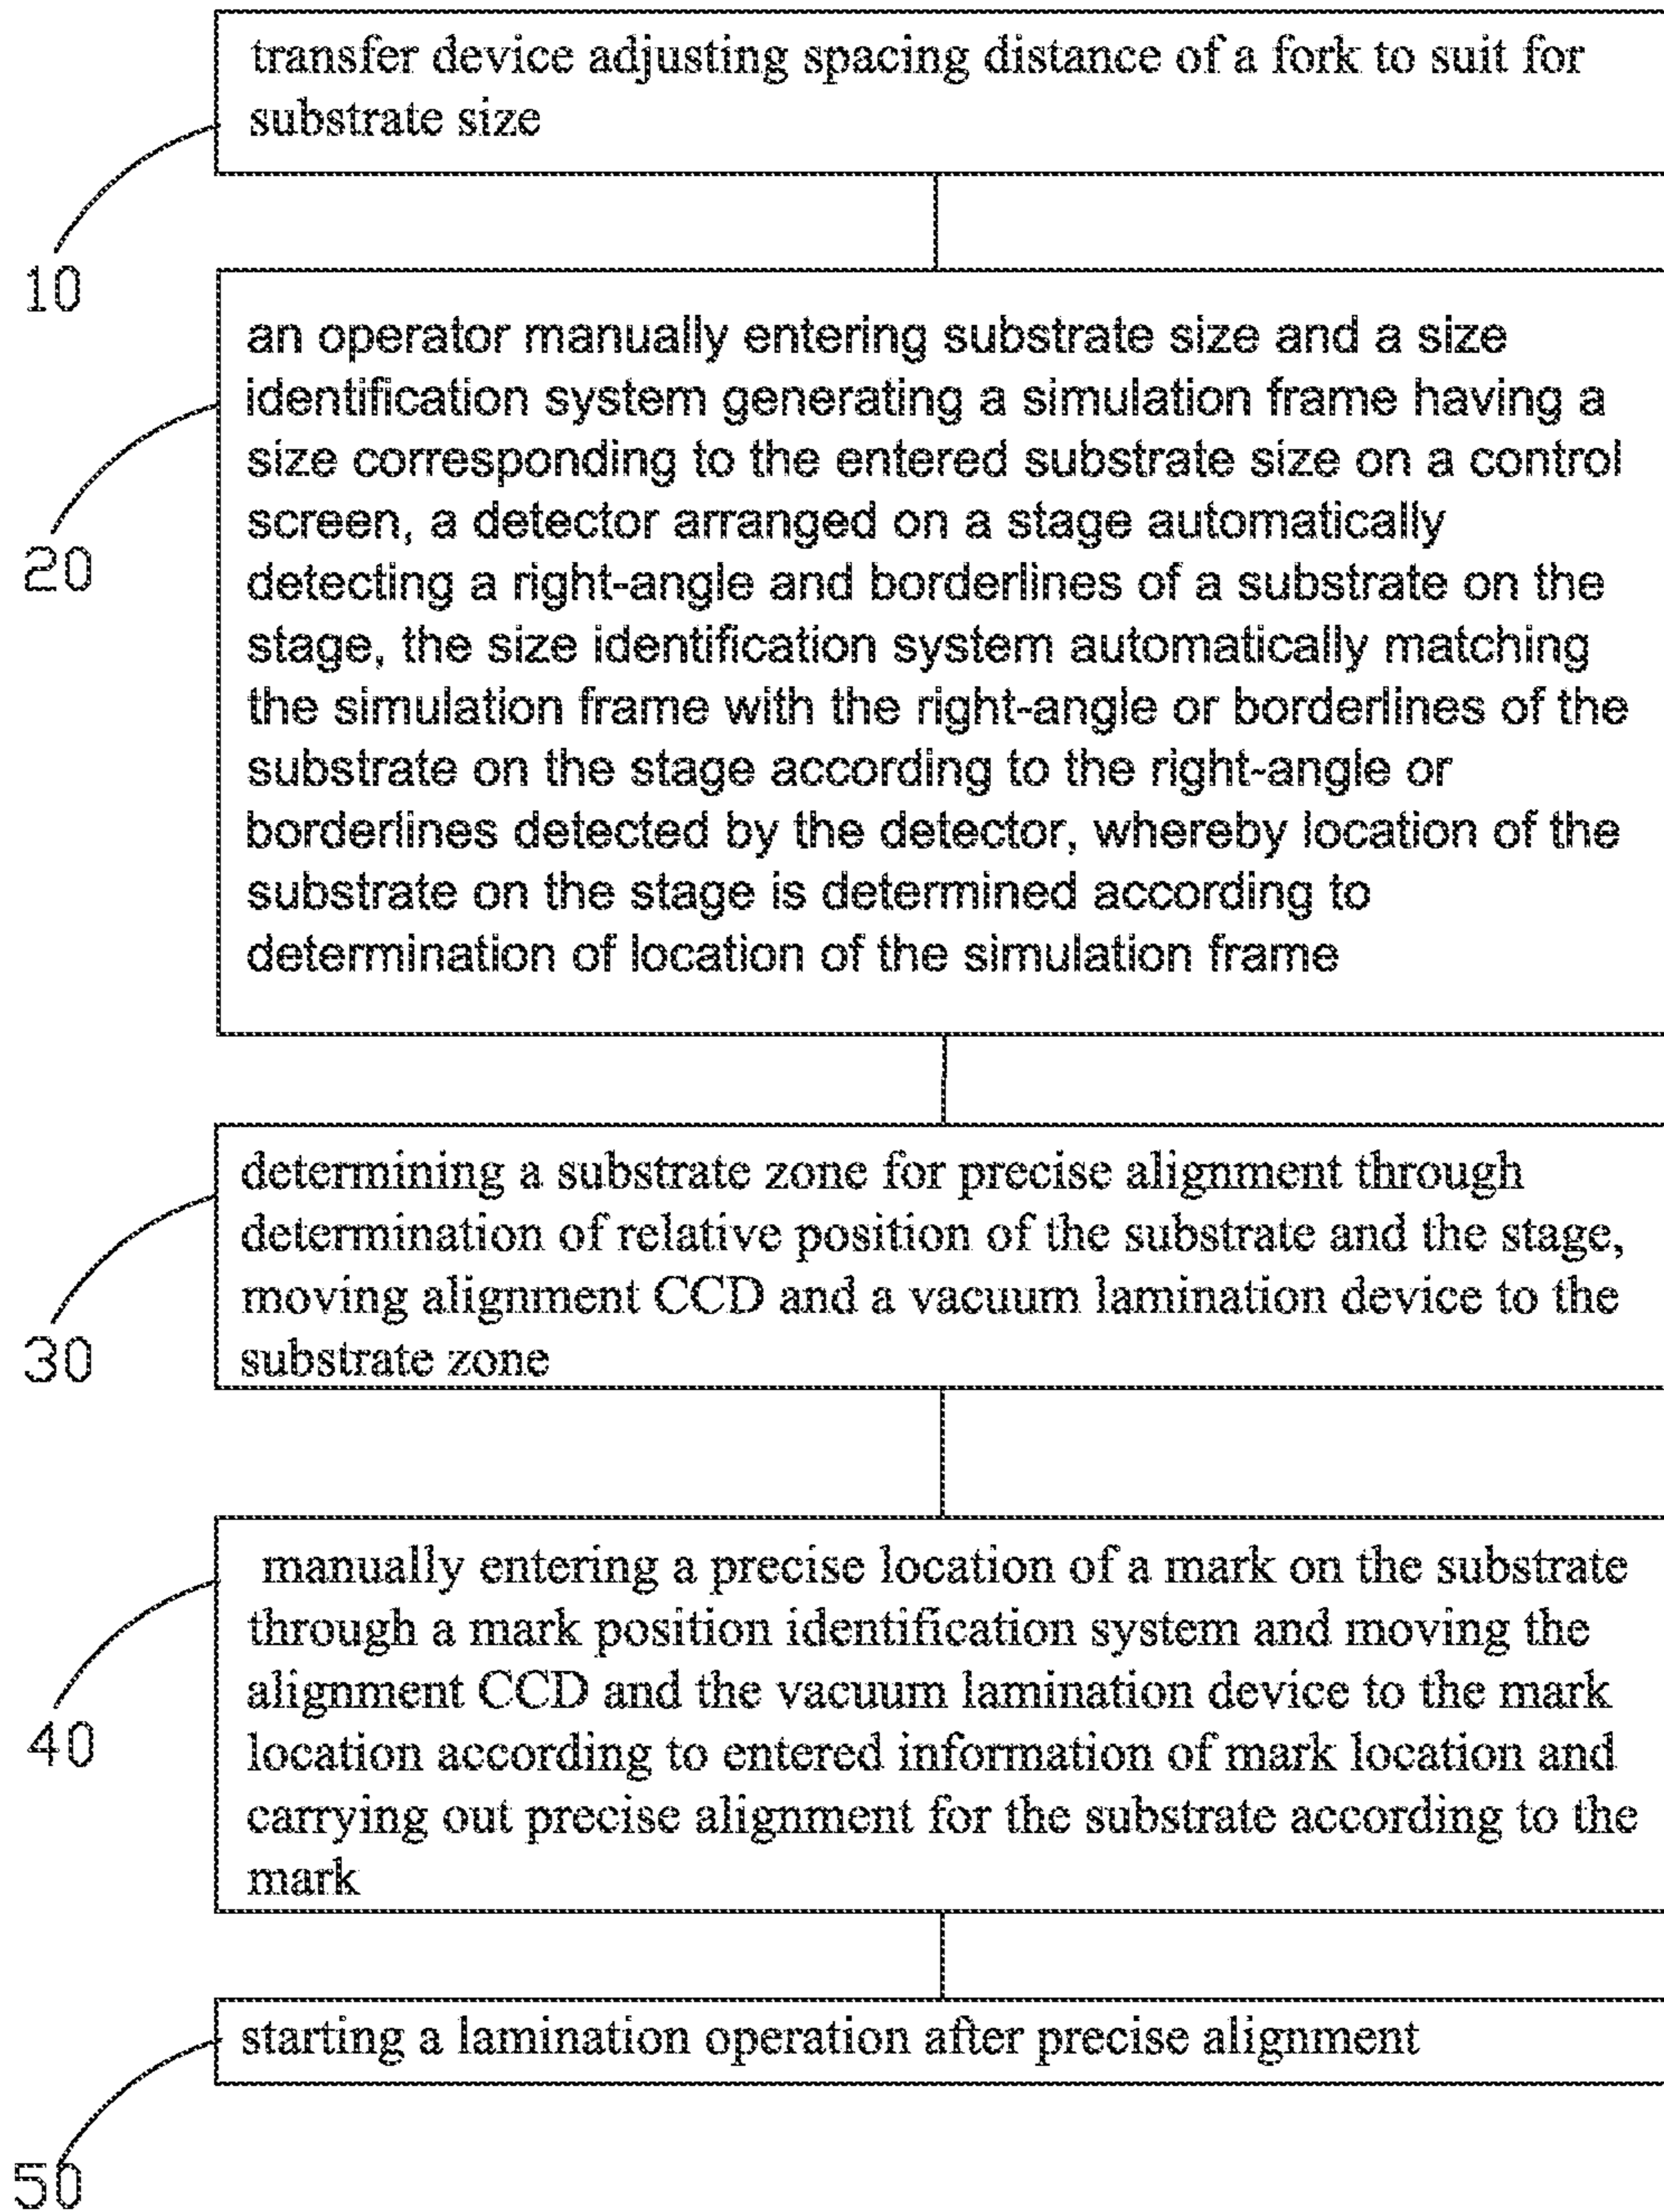 transfer device adjusting spacing distance of a fork to suit for
substrate size
10
an operator manually entering substrate size and a size
identification system generating a simulation frame having a
size corresponding to the entered substrate size on a control
screen, a detector arranged on a stage automatically
detecting a right-angle and borderlines of a substrate on the
stage, the size identification system automatically matching
the simulation frame with the right-angle or borderlines of the
substrate on the stage according to the right-angle or
borderlines detected by the detector, whereby location of the
substrate on the stage is determined according to
determination of location of the simulation frame
20
determining a substrate zone for precise alignment through
determination of relative position of the substrate and the stage,
moving alignment CCD and a vacuum lamination device to the
substrate zone
30
manually entering a precise location of a mark on the substrate
through a mark position identification system and moving the
alignment CCD and the vacuum lamination device to the mark
location according to entered information of mark location and
carrying out precise alignment for the substrate according to the
mark
40
starting a lamination operation after precise alignment
50